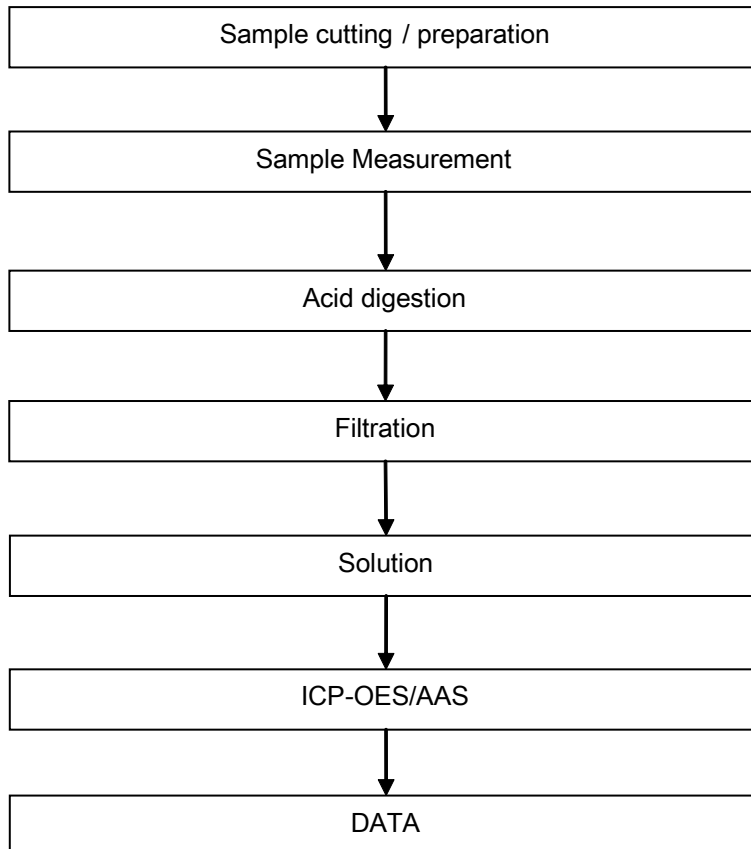 Sample cutting / preparation
Sample Measurement
Acid digestion
Filtration
Solution
ICP-OES/AAS
DATA